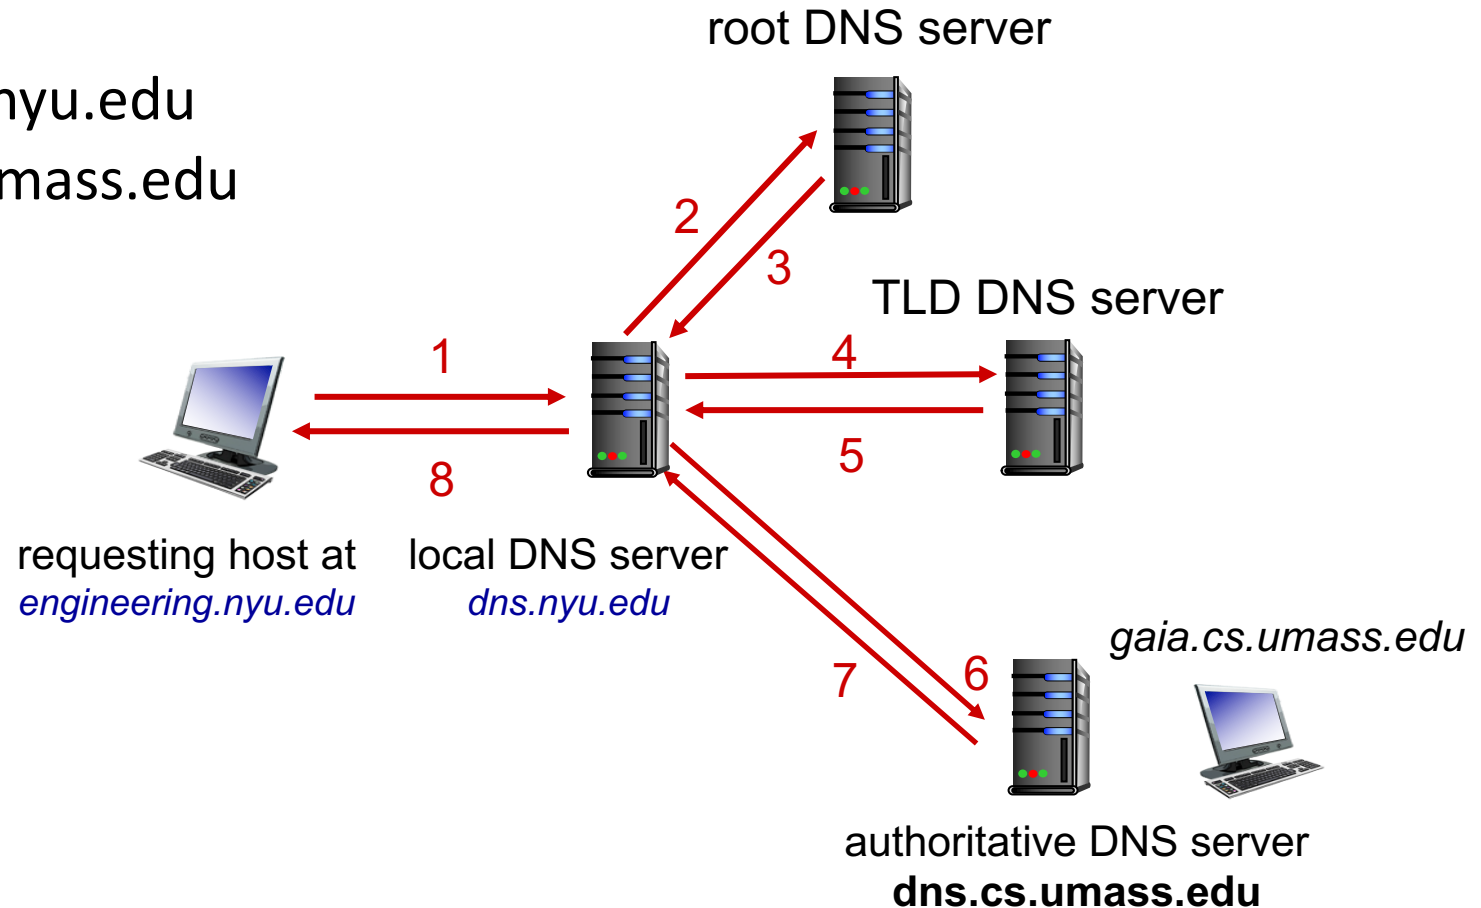 root DNS server
nyu.edu
mass.edu
2
3
TLD DNS server
1
4
8
5
requesting host at
engineering.nyu.edu
local DNS server
dns.nyu.edu
gaia.cs.umass.edu
7
6
authoritative DNS server
dns.cs.umass.edu